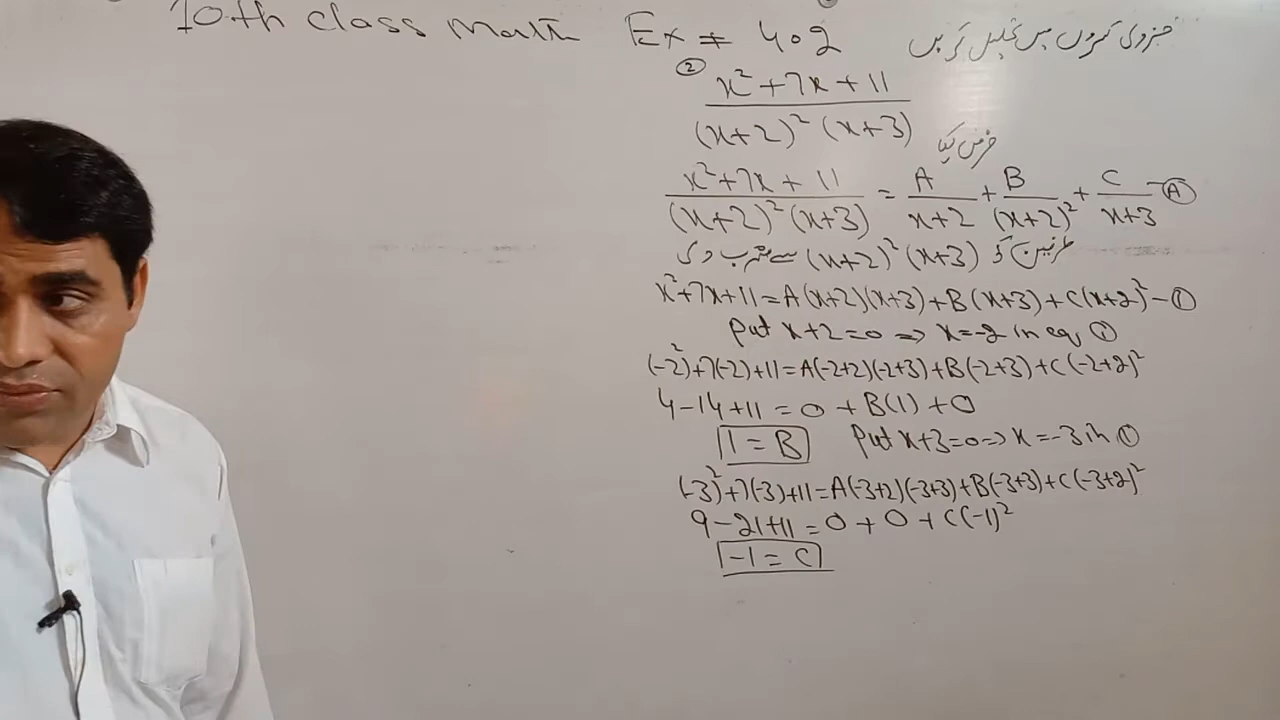 10th class Math Ex # 4.2 جزوی کسروں میں تحلیل کریں
② x²+7x+11 / (x+2)² (x+3)
فرض کیا
x²+7x+11 / (x+2)² (x+3) = A / x+2 + B / (x+2)² + C / x+3 —Ⓐ
طرفین کو (x+2)² (x+3) سے ضرب دی
x²+7x+11=A(x+2)(x+3)+B(x+3)+C(x+2)² —①
Put x+2=0 ⇒ x=-2 in eq ①
(-2)²+7(-2)+11=A(-2+2)(-2+3)+B(-2+3)+C(-2+2)²
4-14+11=0+B(1)+0
1=B Put x+3=0⇒x=-3 in ①
(-3)²+7(-3)+11=A(-3+2)(-3+3)+B(-3+3)+C(-3+2)²
9-21+11=0+0+C(-1)²
-1=C